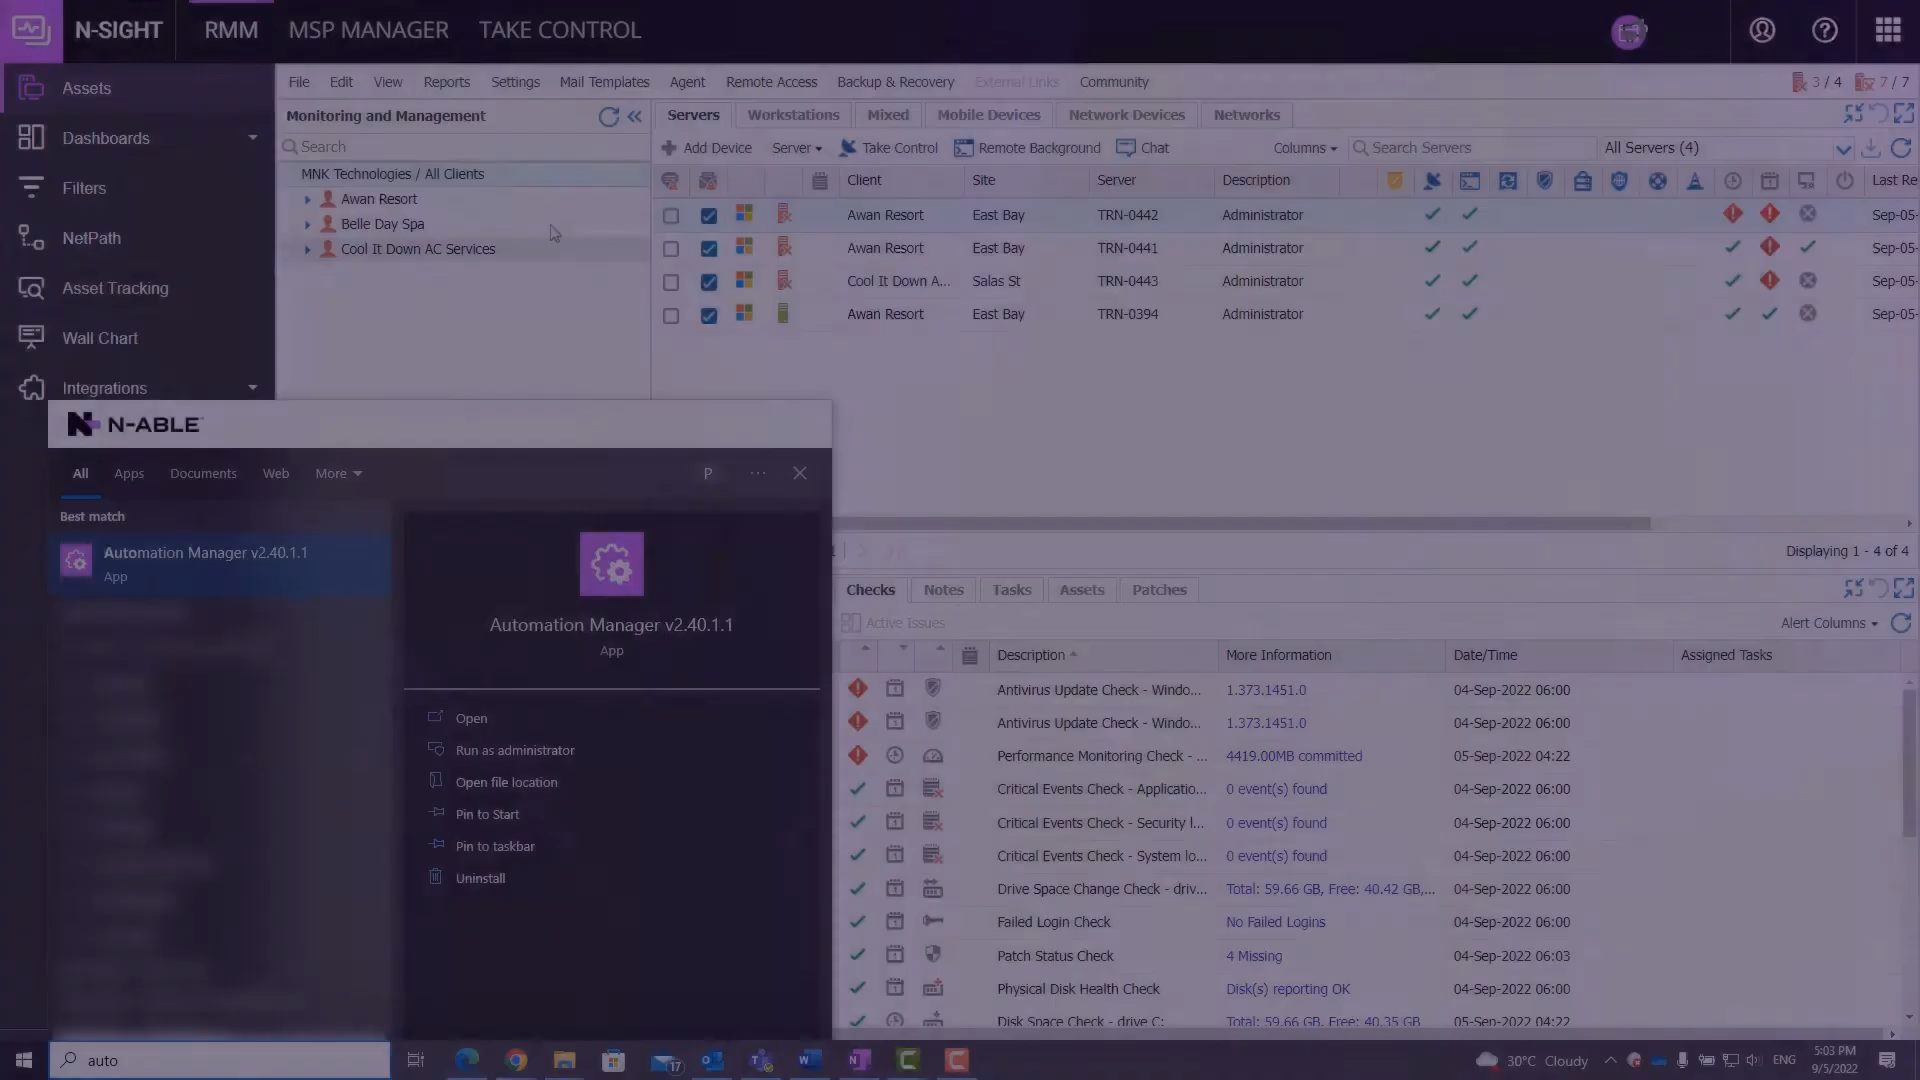 N-SIGHT
RMM MSP MANAGER TAKE CONTROL
Assets
Dashboards
Filters
NetPath
Asset Tracking
Wall Chart
Integrations
File Edit View Reports Settings Mail Templates Agent Remote Access Backup & Recovery External Links Community
3 / 4 7 / 7
Monitoring and Management
Search
MNK Technologies / All Clients
Awan Resort
Belle Day Spa
Cool It Down AC Services
Servers Workstations Mixed Mobile Devices Network Devices Networks
Add Device Server Take Control Remote Background Chat Columns Search Servers All Servers (4)
Client Site Server Description Last Re
Awan Resort East Bay TRN-0442 Administrator Sep-05-
Awan Resort East Bay TRN-0441 Administrator Sep-05-
Cool It Down A... Salas St TRN-0443 Administrator Sep-05-
Awan Resort East Bay TRN-0394 Administrator Sep-05-
Displaying 1 - 4 of 4
Checks Notes Tasks Assets Patches
Active Issues Alert Columns
Description More Information Date/Time Assigned Tasks
Antivirus Update Check - Windo... 1.373.1451.0 04-Sep-2022 06:00
Antivirus Update Check - Windo... 1.373.1451.0 04-Sep-2022 06:00
Performance Monitoring Check - ... 4419.00MB committed 05-Sep-2022 04:22
Critical Events Check - Applicatio... 0 event(s) found 04-Sep-2022 06:00
Critical Events Check - Security l... 0 event(s) found 04-Sep-2022 06:00
Critical Events Check - System lo... 0 event(s) found 04-Sep-2022 06:00
Drive Space Change Check - driv... Total: 59.66 GB, Free: 40.42 GB,... 04-Sep-2022 06:00
Failed Login Check No Failed Logins 04-Sep-2022 06:00
Patch Status Check 4 Missing 04-Sep-2022 06:03
Physical Disk Health Check Disk(s) reporting OK 04-Sep-2022 06:00
Disk Space Check - drive C: Total: 59.66 GB, Free: 40.35 GB 05-Sep-2022 04:22
N-ABLE
All Apps Documents Web More P
Best match
Automation Manager v2.40.1.1
App
Automation Manager v2.40.1.1
App
Open
Run as administrator
Open file location
Pin to Start
Pin to taskbar
Uninstall
auto
17
30°C Cloudy ENG
5:03 PM
9/5/2022